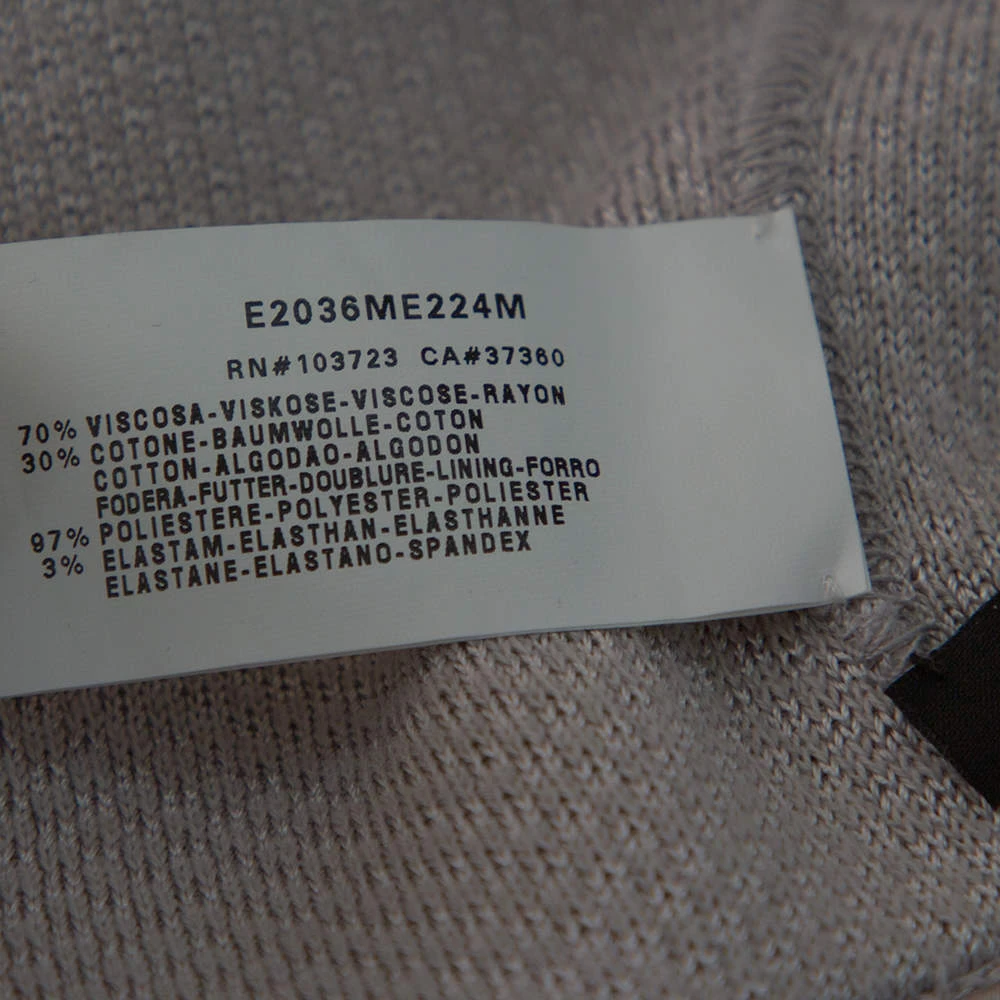 E2036ME224M
RN#103723 CA#37360
70% VISCOSA-VISKOSE-VISCOSE-RAYON
30% COTONE-BAUMWOLLE-COTON
COTTON-ALGODAO-ALGODON
FODERA-FUTTER-DOUBLURE-LINING-FORRO
97% POLIESTERE-POLYESTER-POLIESTER
3% ELASTAM-ELASTHAN-ELASTHANNE
ELASTANE-ELASTANO-SPANDEX